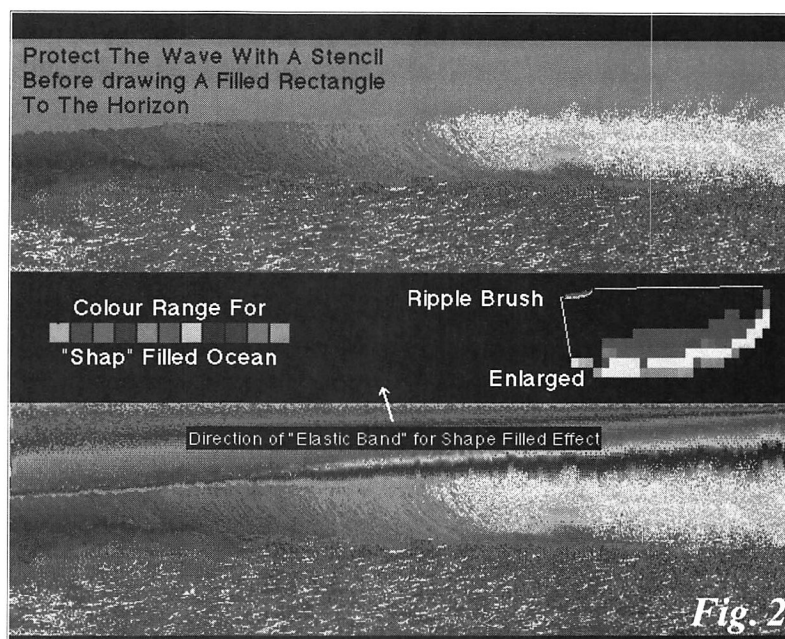 Protect The Wave With A Stencil
Before drawing A Filled Rectangle
To The Horizon
Colour Range For
"Shap" Filled Ocean
Ripple Brush
Enlarged
Direction of "Elastic Band" for Shape Filled Effect
Fig. 2